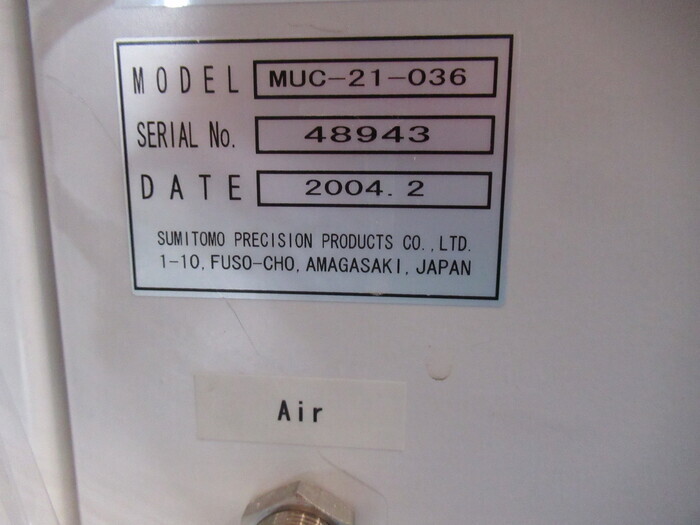 MODEL MUC-21-036
SERIAL No. 48943
DATE 2004. 2
SUMITOMO PRECISION PRODUCTS CO.,LTD.
1-10, FUSO-CHO, AMAGASAKI, JAPAN
Air